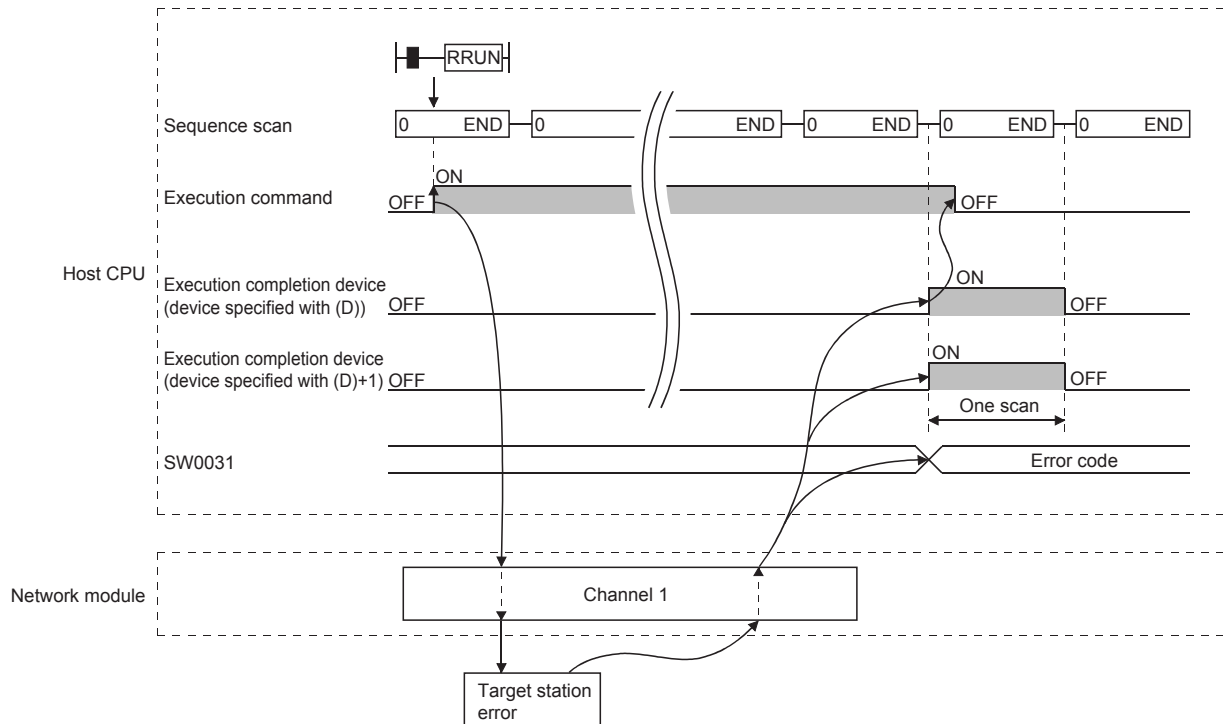 RRUN
Sequence scan
0 END 0 END 0 END 0 END 0 END
ON
Execution command
OFF
OFF
Host CPU
Execution completion device
(device specified with (D))
OFF
ON
OFF
Execution completion device
(device specified with (D)+1)
OFF
ON
OFF
One scan
SW0031
Error code
Network module
Channel 1
Target station
error